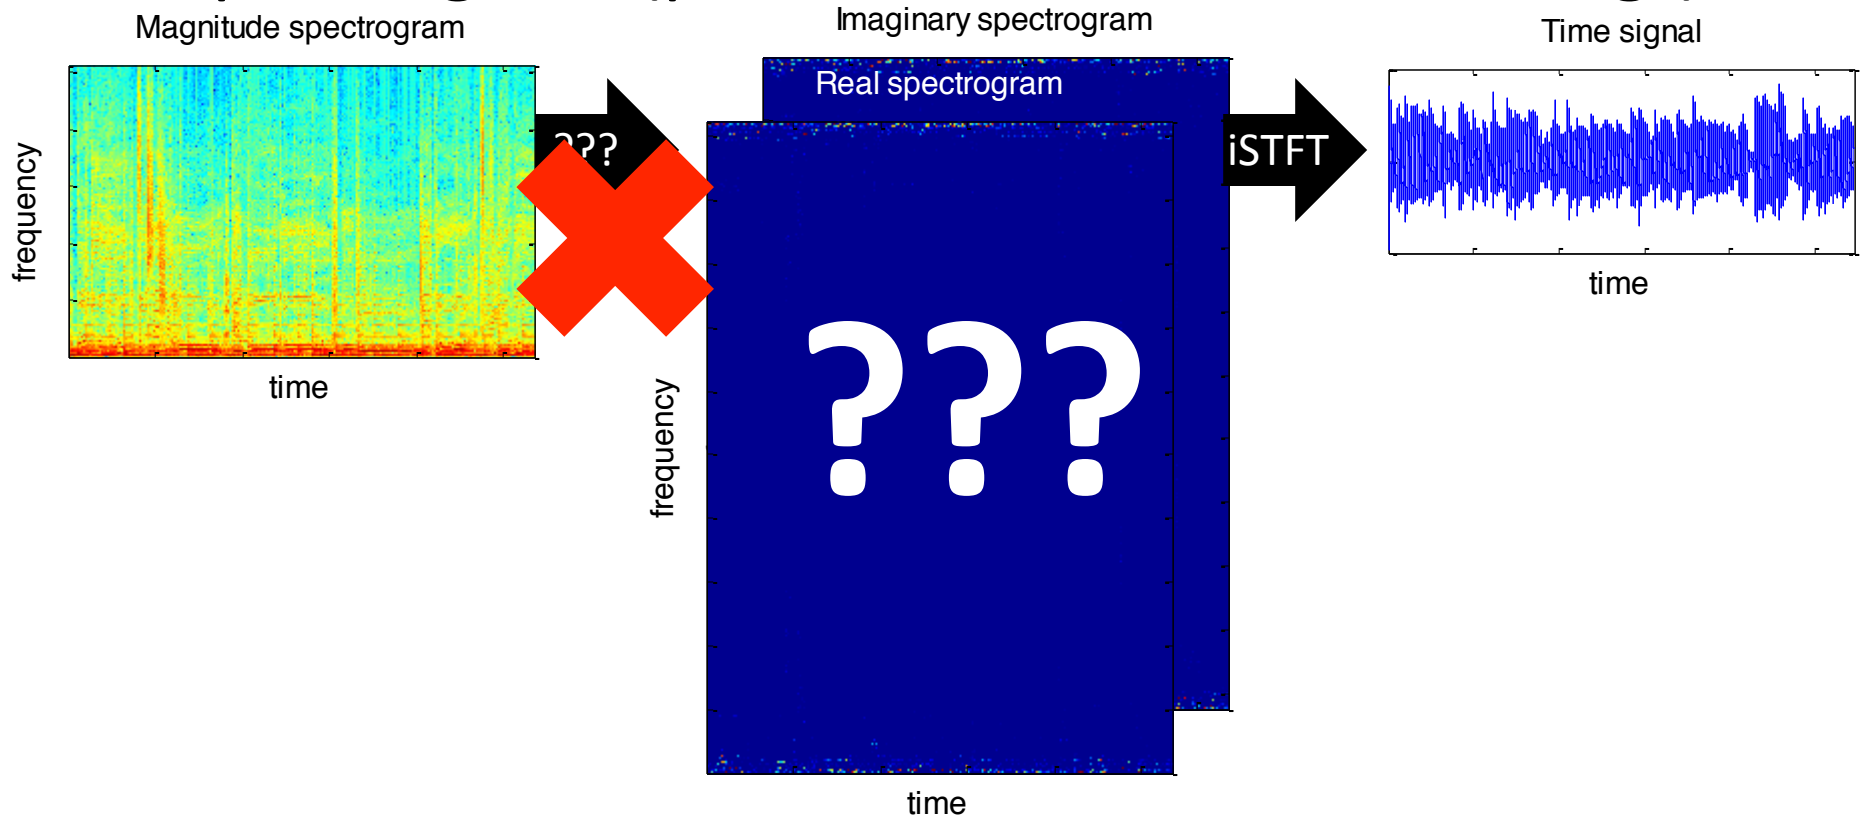 Magnitude spectrogram
Imaginary spectrogram
Time signal
Real spectrogram
frequency
???
iSTFT
time
time
???
frequency
time